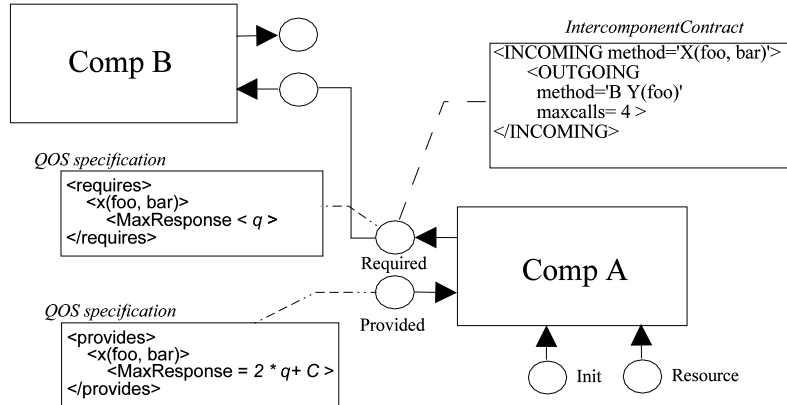 IntercomponentContract
<INCOMING method='X(foo, bar)'>
<OUTGOING
method='B Y(foo)'
maxcalls= 4 >
</INCOMING>
Comp B
QOS specification
<requires>
<x(foo, bar)>
<MaxResponse < q >
</requires>
Required
Comp A
QOS specification
Provided
<provides>
<x(foo, bar)>
<MaxResponse = 2 * q+ C >
</provides>
Init
Resource